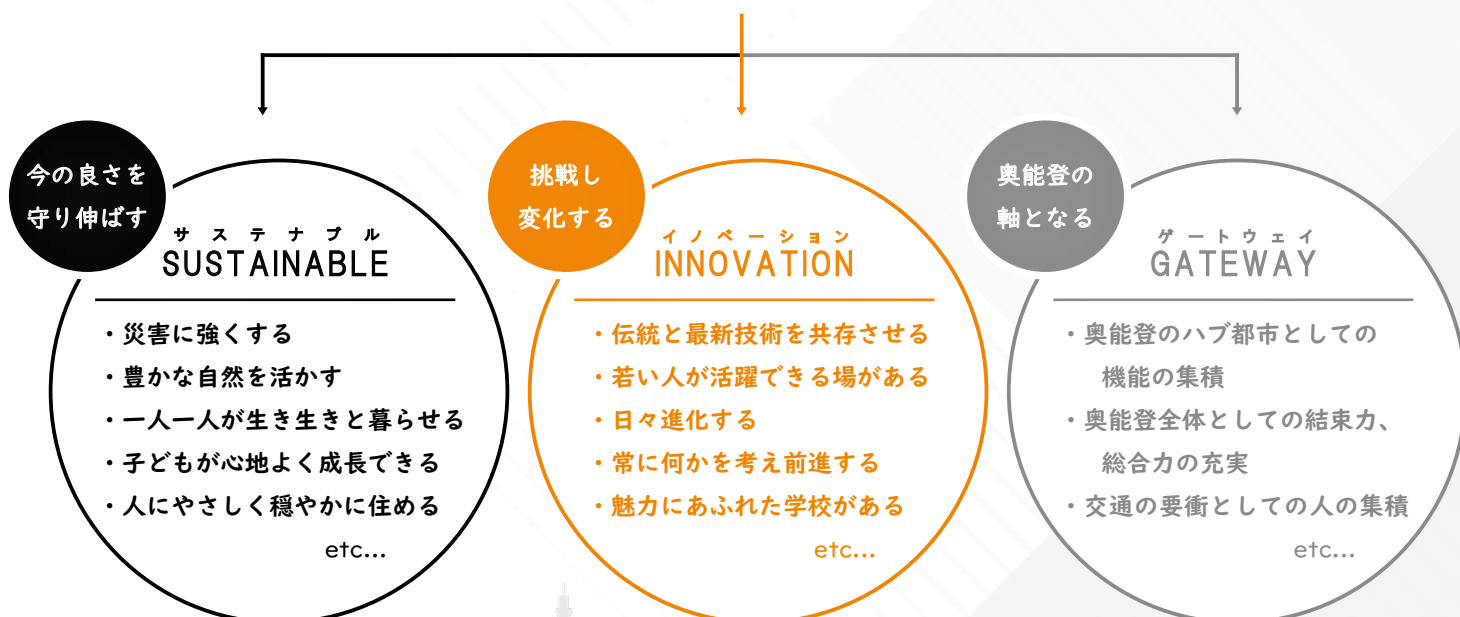 今の良さを
守り伸ばす
サステナブル
SUSTAINABLE
・災害に強くする
・豊かな自然を活かす
・一人一人が生き生きと暮らせる
・子どもが心地よく成長できる
・人にやさしく穏やかに住める
etc...
挑戦し
変化する
イノベーション
INNOVATION
・伝統と最新技術を共存させる
・若い人が活躍できる場がある
・日々進化する
・常に何かを考え前進する
・魅力にあふれた学校がある
etc...
奥能登の
軸となる
ゲートウェイ
GATEWAY
・奥能登のハブ都市としての
機能の集積
・奥能登全体としての結束力、
総合力の充実
・交通の要衝としての人の集積
etc...